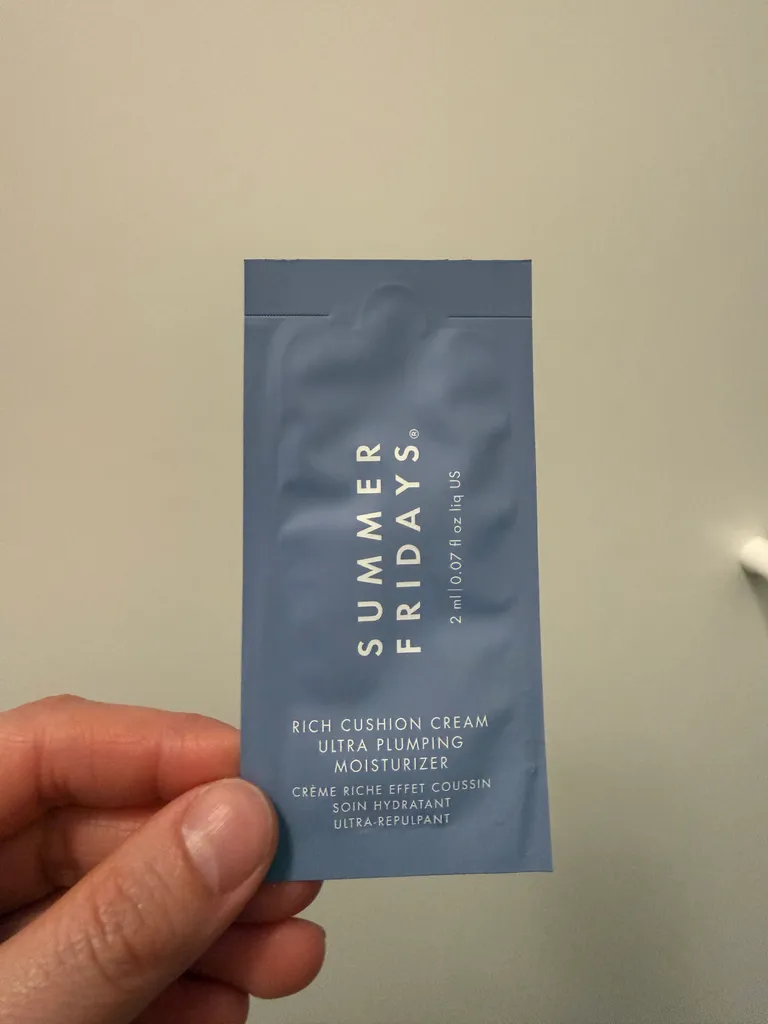 SUMMER
FRIDAYS®
2 ml | 0.07 fl oz liq US
RICH CUSHION CREAM
ULTRA PLUMPING
MOISTURIZER
CRÈME RICHE EFFET COUSSIN
SOIN HYDRATANT
ULTRA-REPULPANT